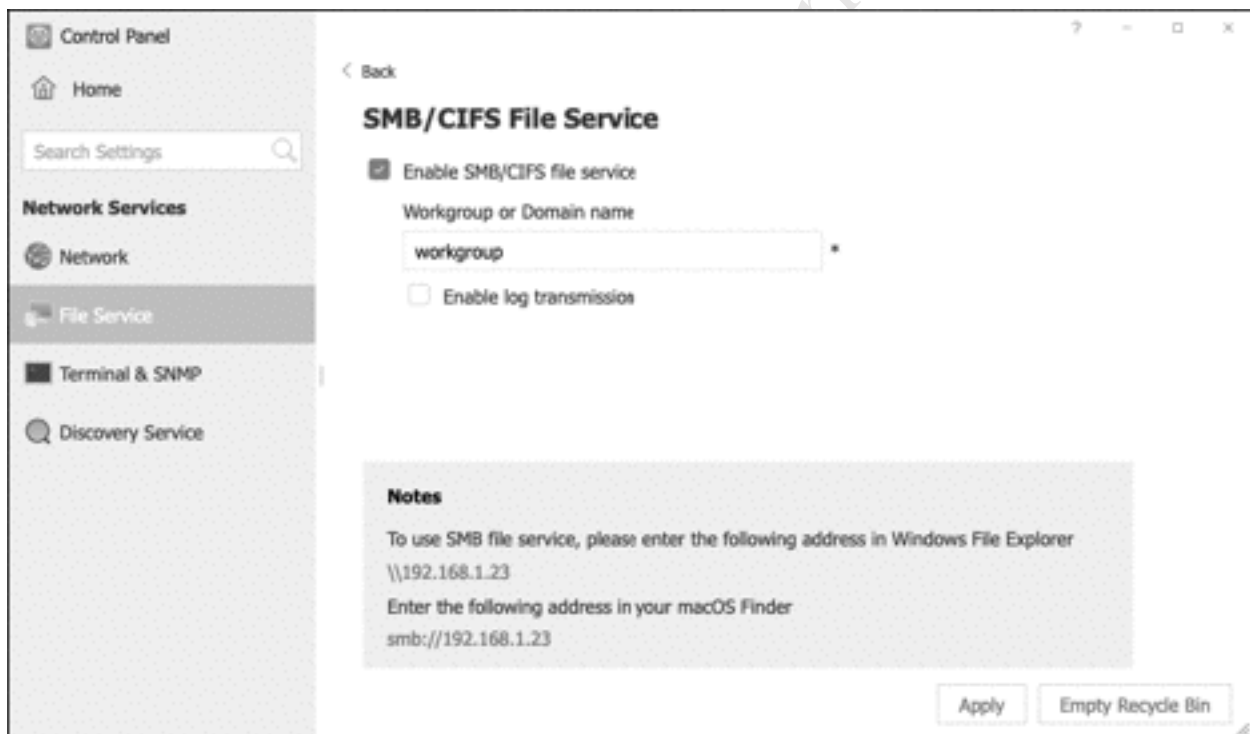 Control Panel
Home
Search Settings
Network Services
Network
File Service
Terminal & SNMP
Discovery Service
?
< Back
SMB/CIFS File Service
Enable SMB/CIFS file service
Workgroup or Domain name
workgroup *
Enable log transmission
Notes
To use SMB file service, please enter the following address in Windows File Explorer
\\192.168.1.23
Enter the following address in your macOS Finder
smb://192.168.1.23
Apply Empty Recycle Bin